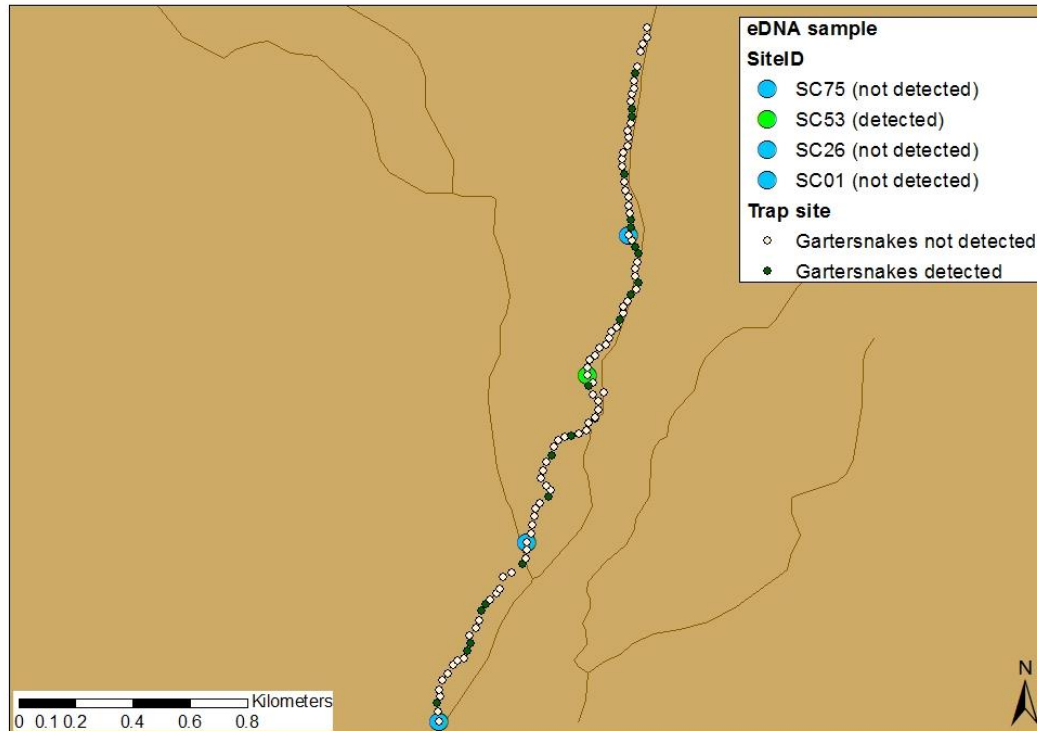 eDNA sample
SiteID
SC75 (not detected)
SC53 (detected)
SC26 (not detected)
SC01 (not detected)
Trap site
Gartersnakes not detected
Gartersnakes detected
Kilometers
0 0.1 0.2 0.4 0.6 0.8
N